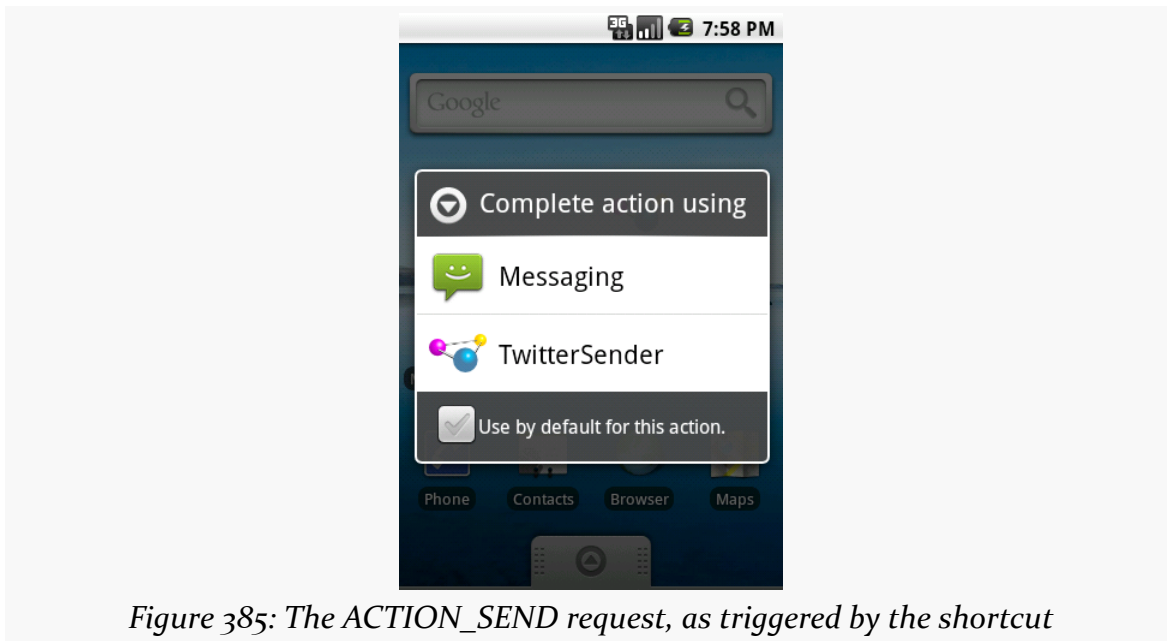 3G
7:58 PM
Google
Complete action using
Messaging
TwitterSender
Use by default for this action.
Phone Contacts Browser Maps
Figure 385: The ACTION_SEND request, as triggered by the shortcut